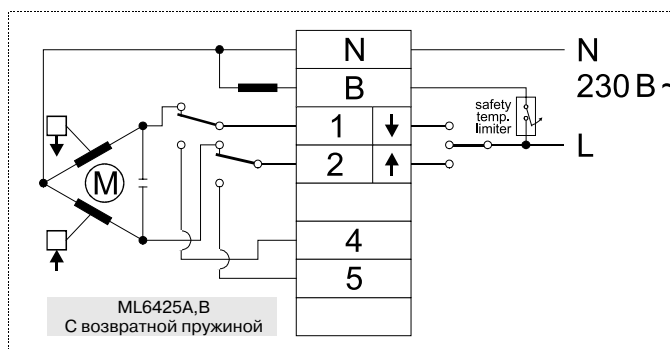 N
N
B
230 В ~
safety
temp.
limiter
1 ↓
2 ↑
L
M
4
5
ML6425A,B
С возвратной пружиной